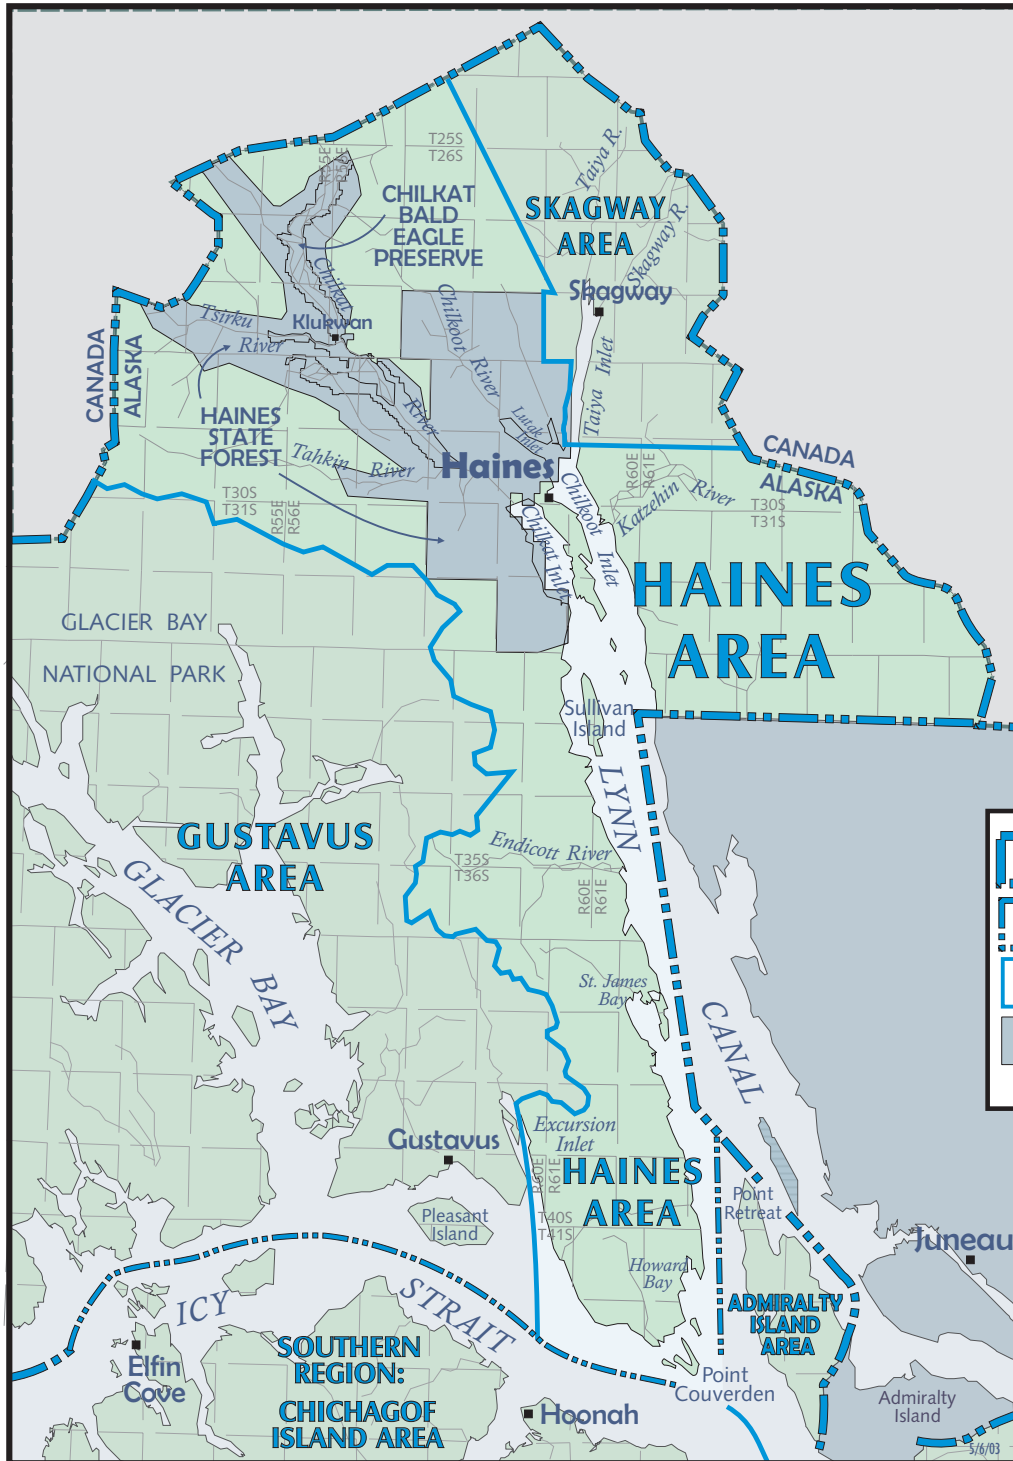 T25S
T26S
R55E
R56E
CHILKAT
BALD
EAGLE
PRESERVE
SKAGWAY
AREA
Taiya R.
Skagway R.
Skagway
Chilkat
Klukwan
Tsirku
River
Chilkoot
River
River
Taiya Inlet
Lutak
Inlet
CANADA
ALASKA
HAINES
STATE
FOREST
Tahkin River
Haines
CANADA
ALASKA
R60E
R61E
Katzehin River
T30S
T31S
T30S
T31S
R55E
R56E
Chilkoot Inlet
Chilkat Inlet
HAINES
AREA
GLACIER BAY
NATIONAL PARK
Sullivan
Island
LYNN
CANAL
GUSTAVUS
AREA
GLACIER BAY
Endicott River
T35S
T36S
R60E
R61E
St. James
Bay
Excursion
Inlet
Gustavus
HAINES
AREA
R60E
R61E
T40S
T41S
Pleasant
Island
Howard
Bay
Point
Retreat
Juneau
ADMIRALTY
ISLAND
AREA
ICY STRAIT
SOUTHERN
REGION:
CHICHAGOF
ISLAND AREA
Elfin
Cove
Hoonah
Point
Couverden
Admiralty
Island
5/6/03